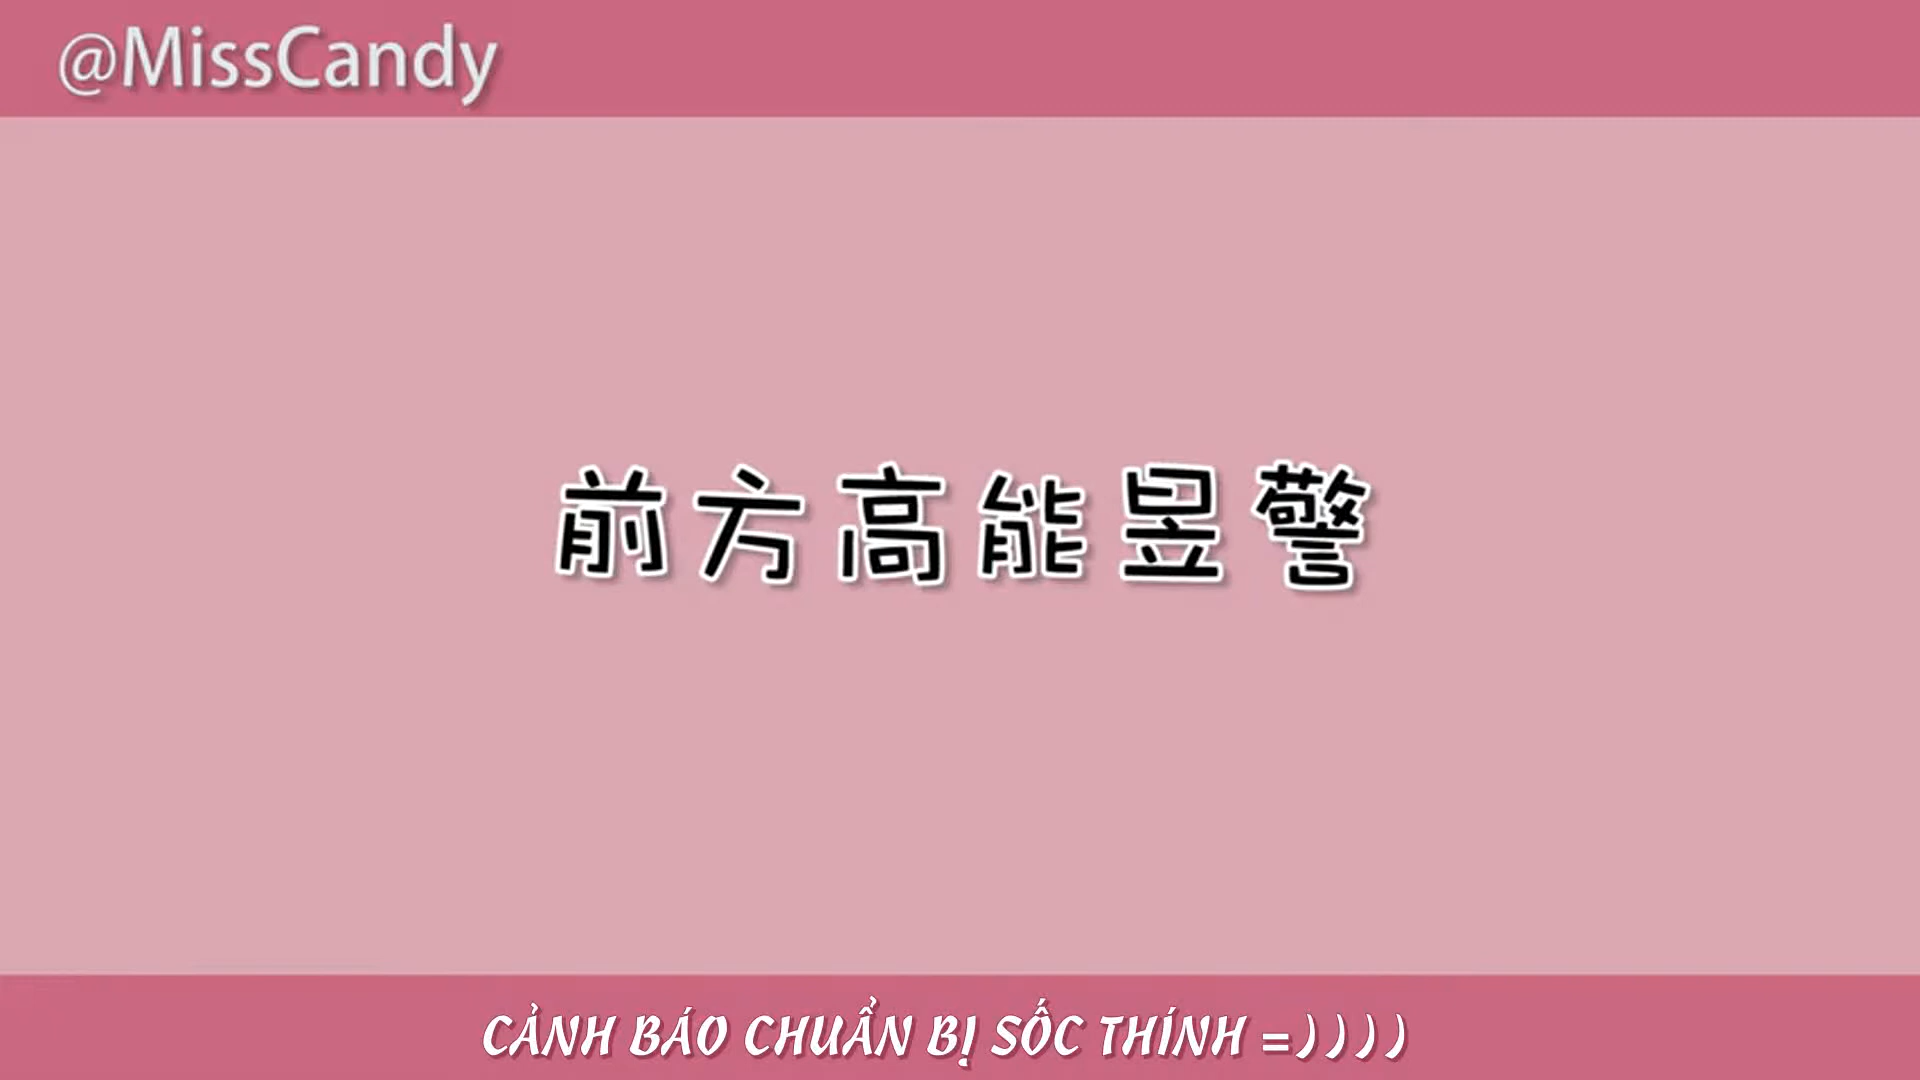 @MissCandy
前方高能昱警
CẢNH BÁO CHUẨN BỊ SỐC THÍNH =))))